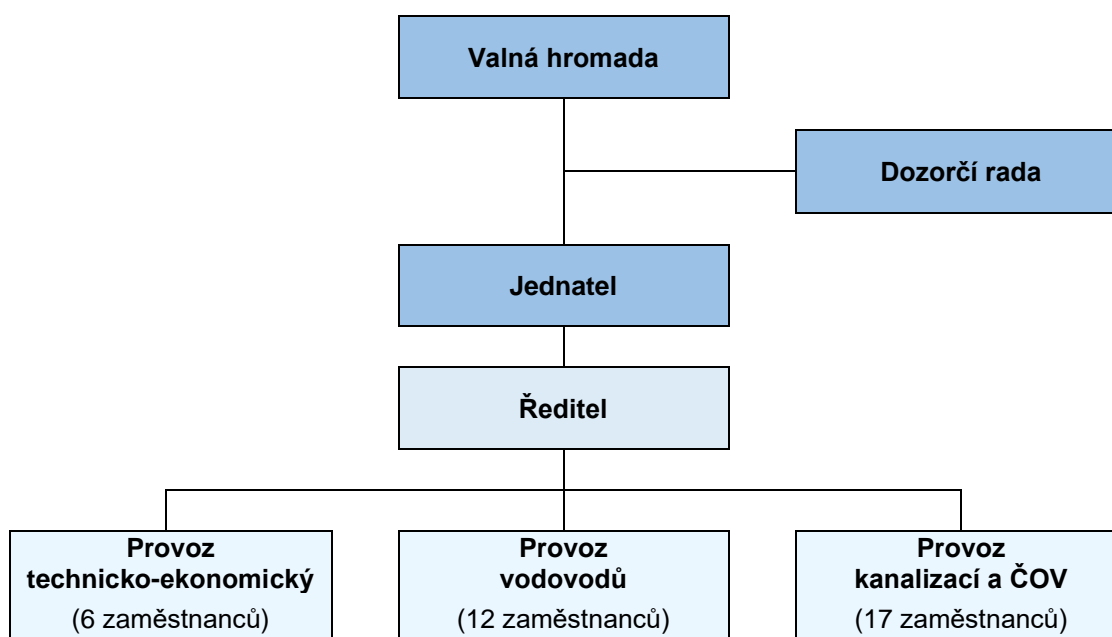 Valná hromada
Dozorčí rada
Jednatel
Ředitel
Provoz
technicko-ekonomický
(6 zaměstnanců)
Provoz
vodovodů
(12 zaměstnanců)
Provoz
kanalizací a ČOV
(17 zaměstnanců)